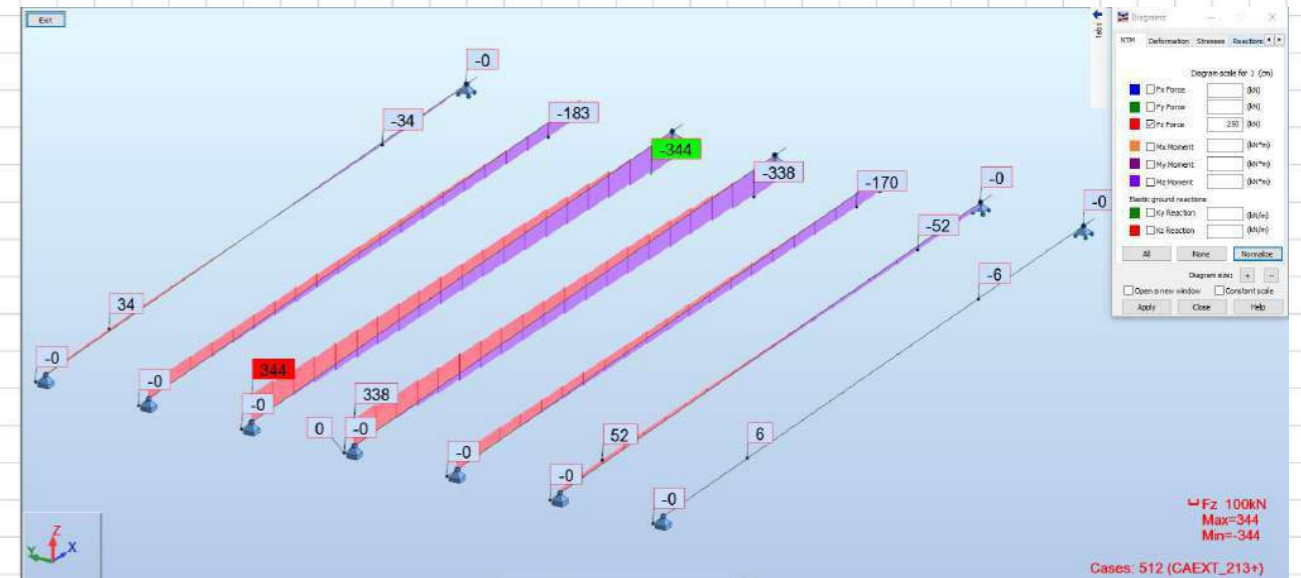 Exit
tabs
Diagrams
NTM Deformation Stresses Reactions
Diagram scale for 1 (cm)
Fx Force (kN)
Fy Force (kN)
Fz Force 250 (kN)
Mx Moment (kN*m)
My Moment (kN*m)
Mz Moment (kN*m)
Elastic ground reactions
Ky Reaction (kN/m)
Kz Reaction (kN/m)
All None Normalize
Diagram size: + -
Open a new window Constant scale
Apply Close Help
-0
-34
-183
-344
-338
-170
-0
-52
-0
-6
34
-0
-0
344
-0
338
0 -0
-0
52
6
-0
-0
Z
Y X
Fz 100kN
Max=344
Min=-344
Cases: 512 (CAEXT_213+)